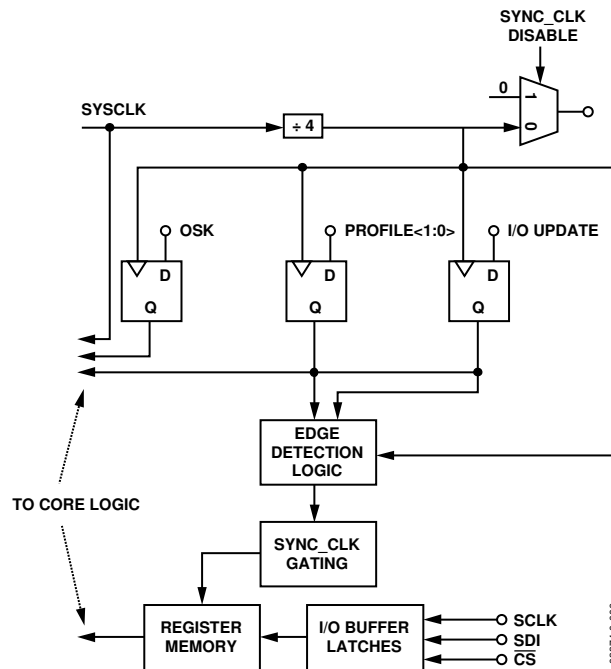 SYNC_CLK
DISABLE
0
1
0
SYSCLK
÷ 4
OSK
PROFILE<1:0>
I/O UPDATE
D
Q
D
Q
D
Q
EDGE
DETECTION
LOGIC
TO CORE LOGIC
SYNC_CLK
GATING
REGISTER
MEMORY
I/O BUFFER
LATCHES
SCLK
SDI
C̅S̅